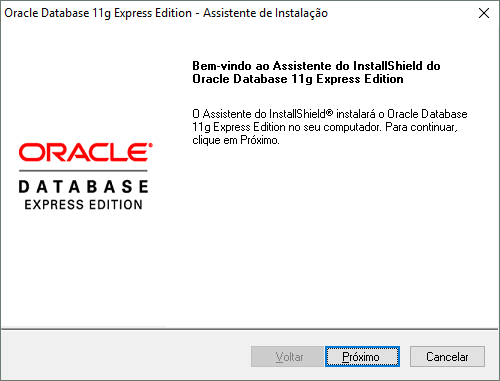 Oracle Database 11g Express Edition - Assistente de Instalação
Bem-vindo ao Assistente do InstallShield do
Oracle Database 11g Express Edition
O Assistente do InstallShield® instalará o Oracle Database
11g Express Edition no seu computador. Para continuar,
clique em Próximo.
ORACLE®
DATABASE
EXPRESS EDITION
Voltar
Próximo
Cancelar